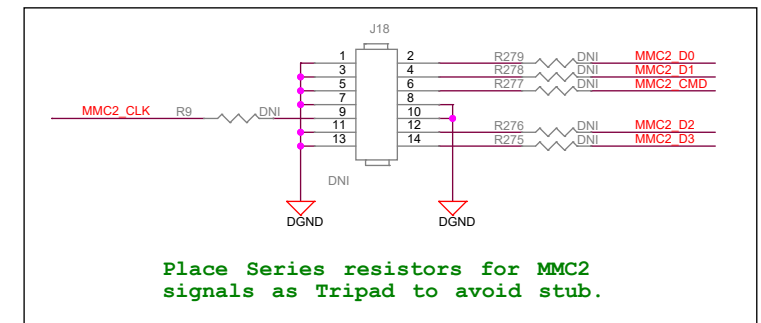 J18
1 2 R279 DNI MMC2_D0
3 4 R278 DNI MMC2_D1
5 6 R277 DNI MMC2_CMD
7 8
MMC2_CLK R9 DNI 9 10
11 12 R276 DNI MMC2_D2
13 14 R275 DNI MMC2_D3
DNI
DGND DGND
Place Series resistors for MMC2
signals as Tripad to avoid stub.